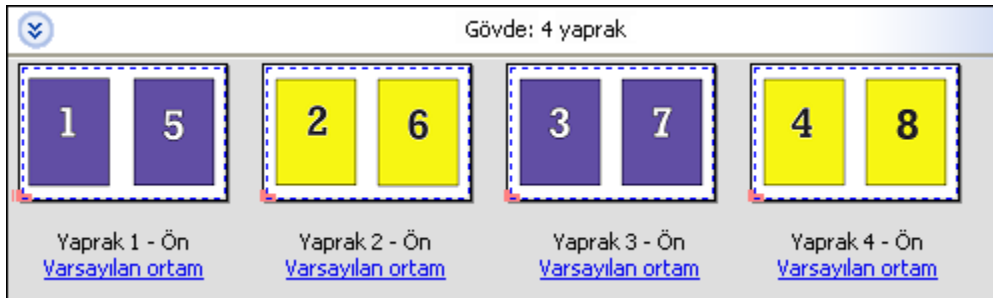 Gövde: 4 yaprak
1 5 2 6 3 7 4 8
Yaprak 1 - Ön Yaprak 2 - Ön Yaprak 3 - Ön Yaprak 4 - Ön
Varsayılan ortam Varsayılan ortam Varsayılan ortam Varsayılan ortam